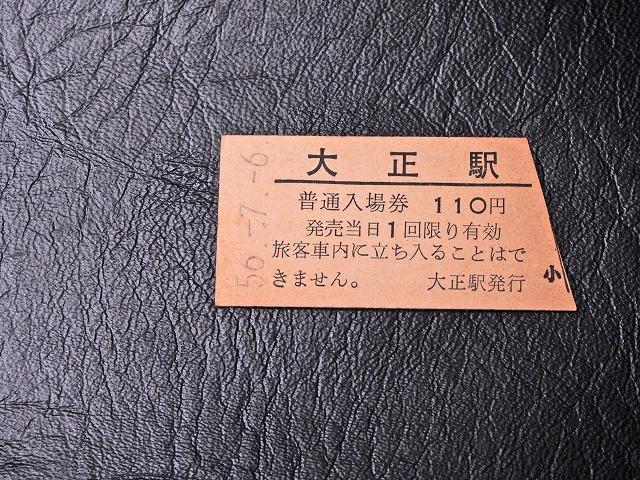 大正駅
普通入場券 110円
発売当日1回限り有効
旅客車内に立ち入ることはで
きません。 大正駅発行
小
56.-7.-6